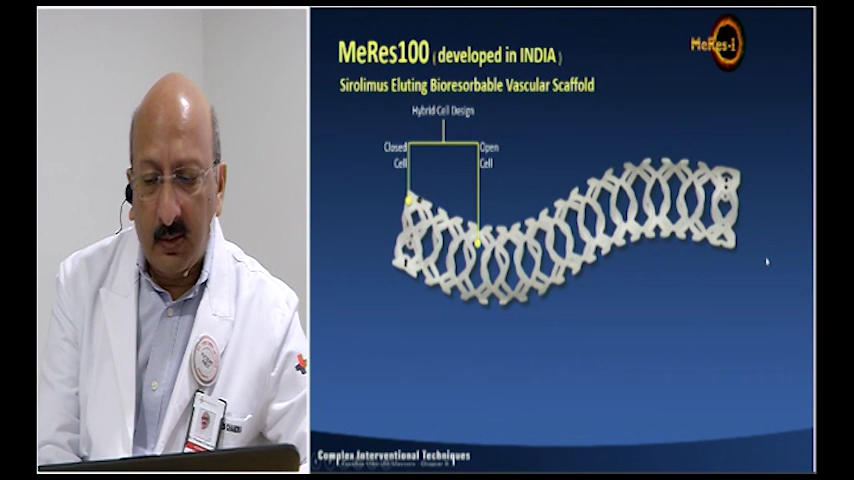 MeRes100 (developed in INDIA)
MeRes-i
Sirolimus Eluting Bioresorbable Vascular Scaffold
Hybrid Cell Design
Closed
Cell
Open
Cell
Complex Interventional Techniques